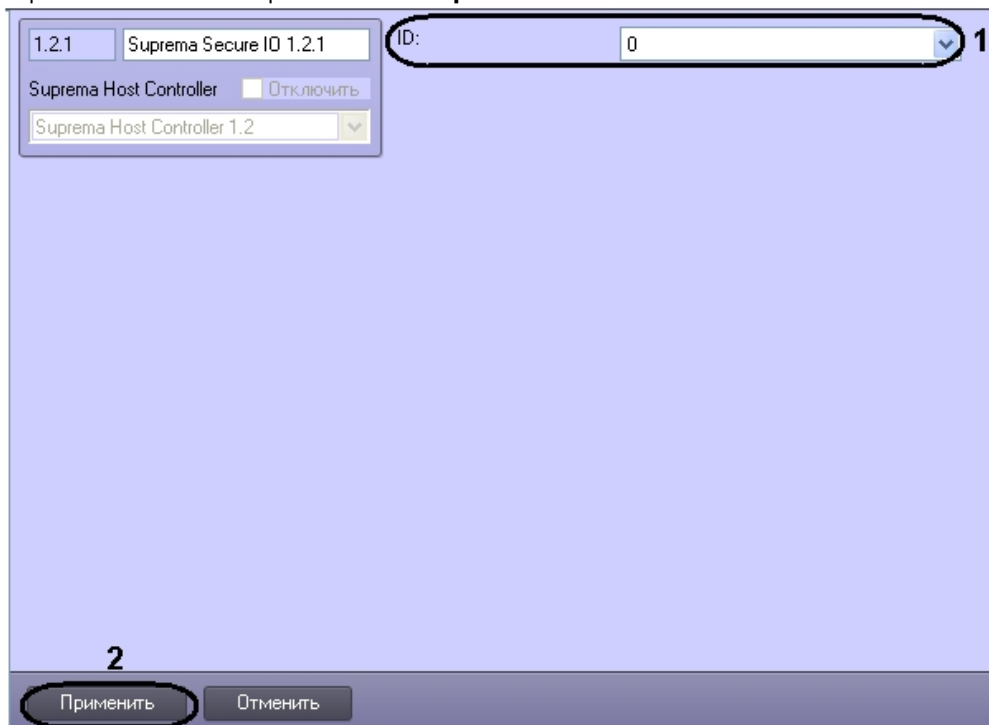 1.2.1 Suprema Secure IO 1.2.1 ID: 0 1
Suprema Host Controller Отключить
Suprema Host Controller 1.2
2
Применить Отменить